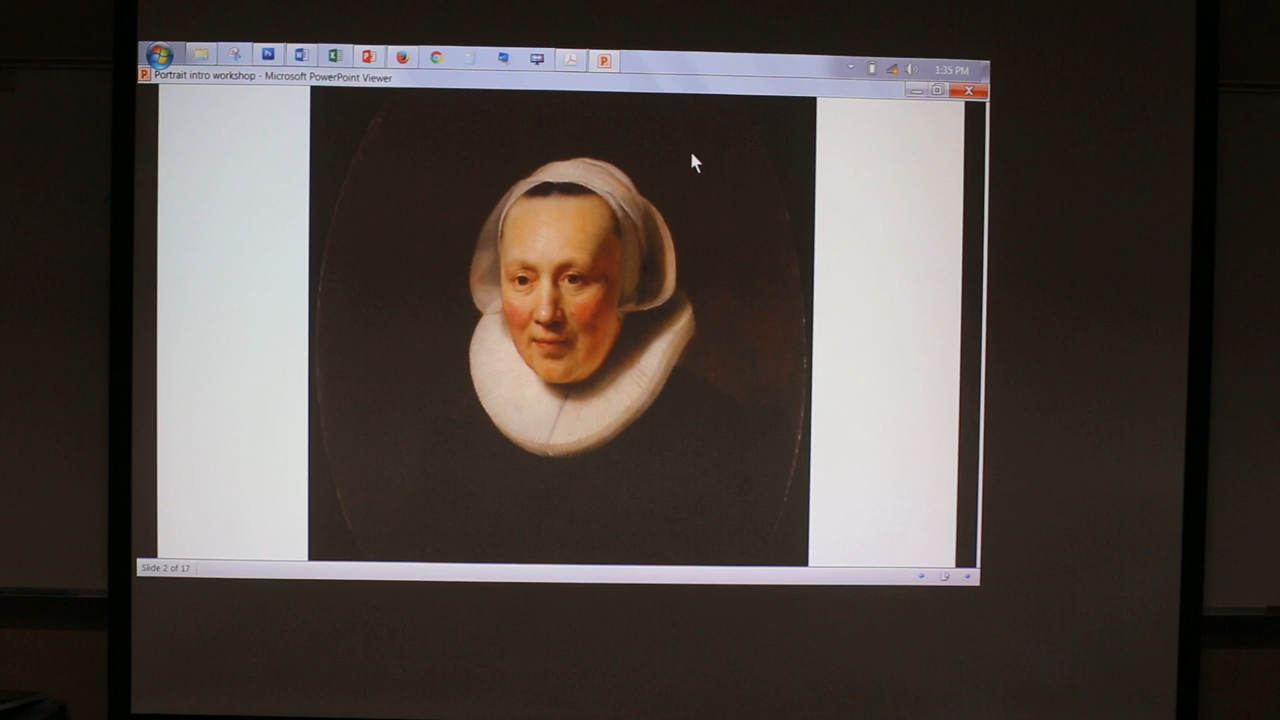 1:35 PM
Portrait intro workshop - Microsoft PowerPoint Viewer
Slide 2 of 17